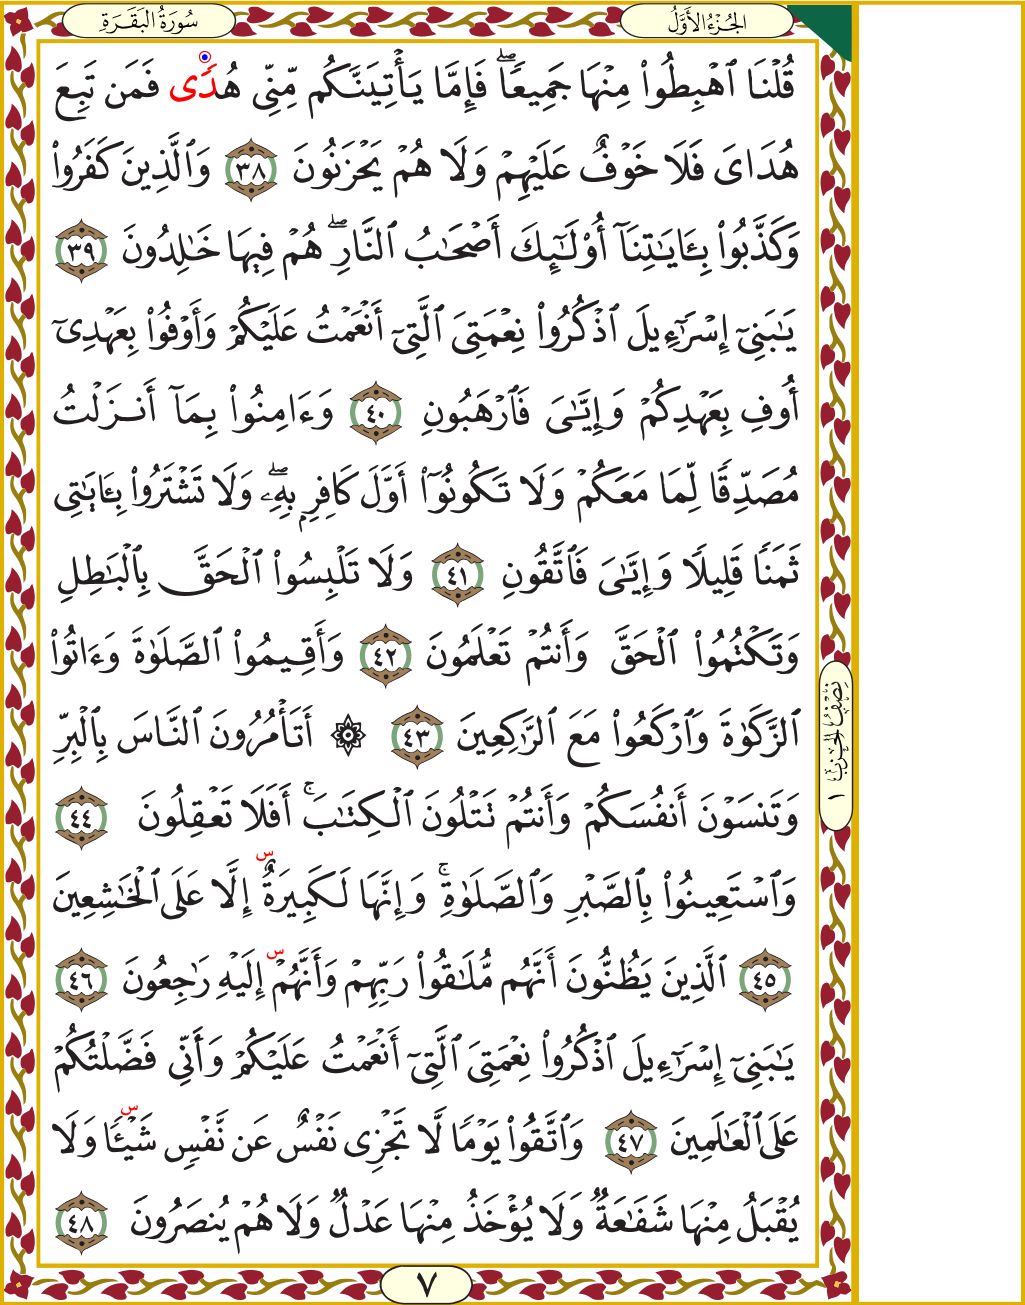 الجُزْءُ الأَوَّلُ
سُورَةُ البَقَرَةِ
قُلۡنَا ٱهۡبِطُواْ مِنۡهَا جَمِيعٗاۖ فَإِمَّا يَأۡتِيَنَّكُم مِّنِّي هُدٗى فَمَن تَبِعَ
هُدَايَ فَلَا خَوۡفٌ عَلَيۡهِمۡ وَلَا هُمۡ يَحۡزَنُونَ ٣٨ وَٱلَّذِينَ كَفَرُواْ
وَكَذَّبُواْ بِـَٔايَٰتِنَآ أُوْلَٰٓئِكَ أَصۡحَٰبُ ٱلنَّارِۖ هُمۡ فِيهَا خَٰلِدُونَ ٣٩
يَٰبَنِيٓ إِسۡرَٰٓءِيلَ ٱذۡكُرُواْ نِعۡمَتِيَ ٱلَّتِيٓ أَنۡعَمۡتُ عَلَيۡكُمۡ وَأَوۡفُواْ بِعَهۡدِيٓ
أُوفِ بِعَهۡدِكُمۡ وَإِيَّٰيَ فَٱرۡهَبُونِ ٤٠ وَءَامِنُواْ بِمَآ أَنزَلۡتُ
مُصَدِّقٗا لِّمَا مَعَكُمۡ وَلَا تَكُونُوٓاْ أَوَّلَ كَافِرِۭ بِهِۦۖ وَلَا تَشۡتَرُواْ بِـَٔايَٰتِي
ثَمَنٗا قَلِيلٗا وَإِيَّٰيَ فَٱتَّقُونِ ٤١ وَلَا تَلۡبِسُواْ ٱلۡحَقَّ بِٱلۡبَٰطِلِ
وَتَكۡتُمُواْ ٱلۡحَقَّ وَأَنتُمۡ تَعۡلَمُونَ ٤٢ وَأَقِيمُواْ ٱلصَّلَوٰةَ وَءَاتُواْ
ٱلزَّكَوٰةَ وَٱرۡكَعُواْ مَعَ ٱلرَّٰكِعِينَ ٤٣ ۞ أَتَأۡمُرُونَ ٱلنَّاسَ بِٱلۡبِرِّ
وَتَنسَوۡنَ أَنفُسَكُمۡ وَأَنتُمۡ تَتۡلُونَ ٱلۡكِتَٰبَۚ أَفَلَا تَعۡقِلُونَ ٤٤
وَٱسۡتَعِينُواْ بِٱلصَّبۡرِ وَٱلصَّلَوٰةِۚ وَإِنَّهَا لَكَبِيرَةٌ إِلَّا عَلَى ٱلۡخَٰشِعِينَ
٤٥ ٱلَّذِينَ يَظُنُّونَ أَنَّهُم مُّلَٰقُواْ رَبِّهِمۡ وَأَنَّهُمۡ إِلَيۡهِ رَٰجِعُونَ ٤٦
يَٰبَنِيٓ إِسۡرَٰٓءِيلَ ٱذۡكُرُواْ نِعۡمَتِيَ ٱلَّتِيٓ أَنۡعَمۡتُ عَلَيۡكُمۡ وَأَنِّي فَضَّلۡتُكُمۡ
عَلَى ٱلۡعَٰلَمِينَ ٤٧ وَٱتَّقُواْ يَوۡمٗا لَّا تَجۡزِي نَفۡسٌ عَن نَّفۡسٖ شَيۡـٔٗا وَلَا
يُقۡبَلُ مِنۡهَا شَفَٰعَةٞ وَلَا يُؤۡخَذُ مِنۡهَا عَدۡلٞ وَلَا هُمۡ يُنصَرُونَ ٤٨
نِصْفُ الْحِزْب ١
٧